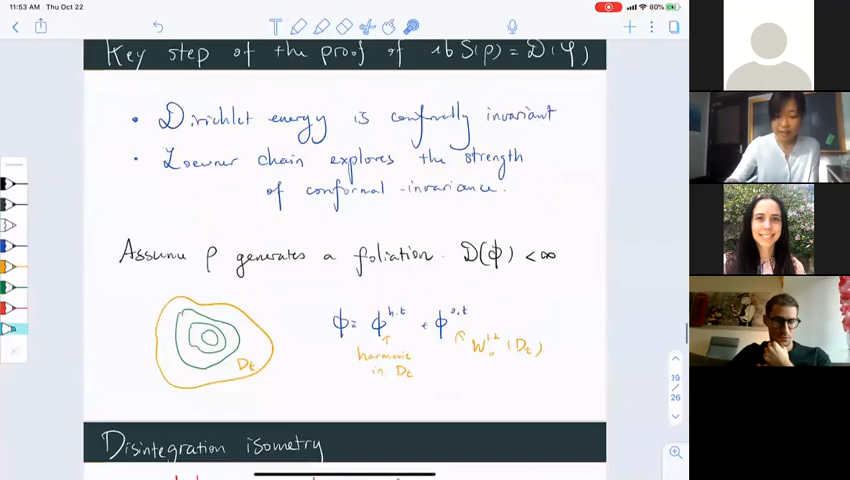 11:53 AM Thu Oct 22
80%
Key step of the proof of 16 S(ρ) = D(φ)
• Dirichlet energy is conformally invariant
• Loewner chain explores the strength
of conformal-invariance.
Assume ρ generates a foliation. D(ϕ) < ∞
ϕ = ϕ^{h,t} + ϕ^{0,t}
harmonic
in D_t
W_0^{1,2}(D_t)
D_t
19
/
26
Disintegration isometry